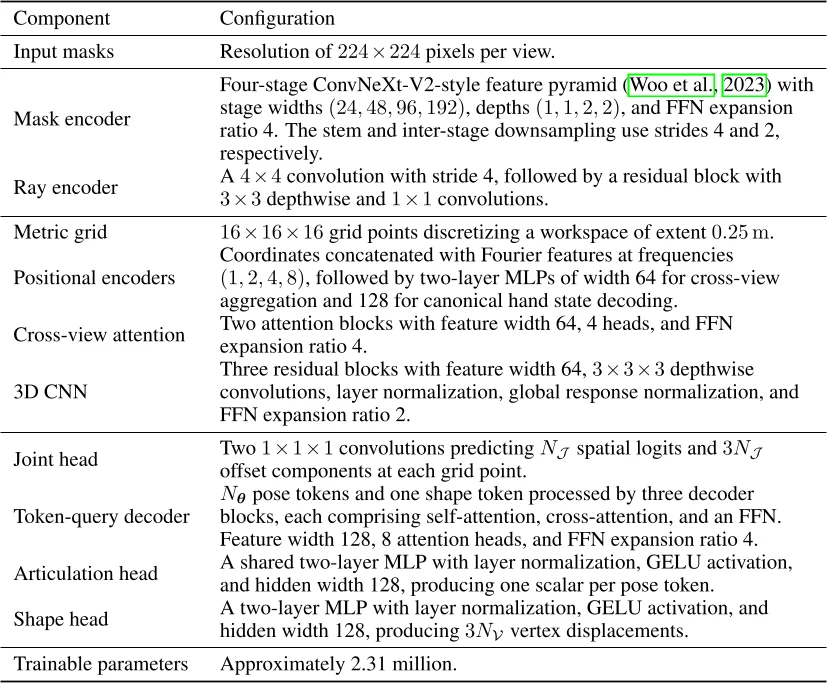 Component Configuration
Input masks Resolution of 224 × 224 pixels per view.
Four-stage ConvNeXt-V2-style feature pyramid (Woo et al., 2023) with
stage widths (24, 48, 96, 192), depths (1, 1, 2, 2), and FFN expansion
Mask encoder
ratio 4. The stem and inter-stage downsampling use strides 4 and 2,
respectively.
A 4 × 4 convolution with stride 4, followed by a residual block with
Ray encoder
3 × 3 depthwise and 1 × 1 convolutions.
Metric grid 16 × 16 × 16 grid points discretizing a workspace of extent 0.25 m.
Coordinates concatenated with Fourier features at frequencies
Positional encoders (1, 2, 4, 8), followed by two-layer MLPs of width 64 for cross-view
aggregation and 128 for canonical hand state decoding.
Two attention blocks with feature width 64, 4 heads, and FFN
Cross-view attention
expansion ratio 4.
Three residual blocks with feature width 64, 3 × 3 × 3 depthwise
3D CNN convolutions, layer normalization, global response normalization, and
FFN expansion ratio 2.
Two 1 × 1 × 1 convolutions predicting N_𝒥 spatial logits and 3N_𝒥
Joint head
offset components at each grid point.
N_θ pose tokens and one shape token processed by three decoder
Token-query decoder blocks, each comprising self-attention, cross-attention, and an FFN.
Feature width 128, 8 attention heads, and FFN expansion ratio 4.
A shared two-layer MLP with layer normalization, GELU activation,
Articulation head
and hidden width 128, producing one scalar per pose token.
A two-layer MLP with layer normalization, GELU activation, and
Shape head
hidden width 128, producing 3N_𝒱 vertex displacements.
Trainable parameters Approximately 2.31 million.